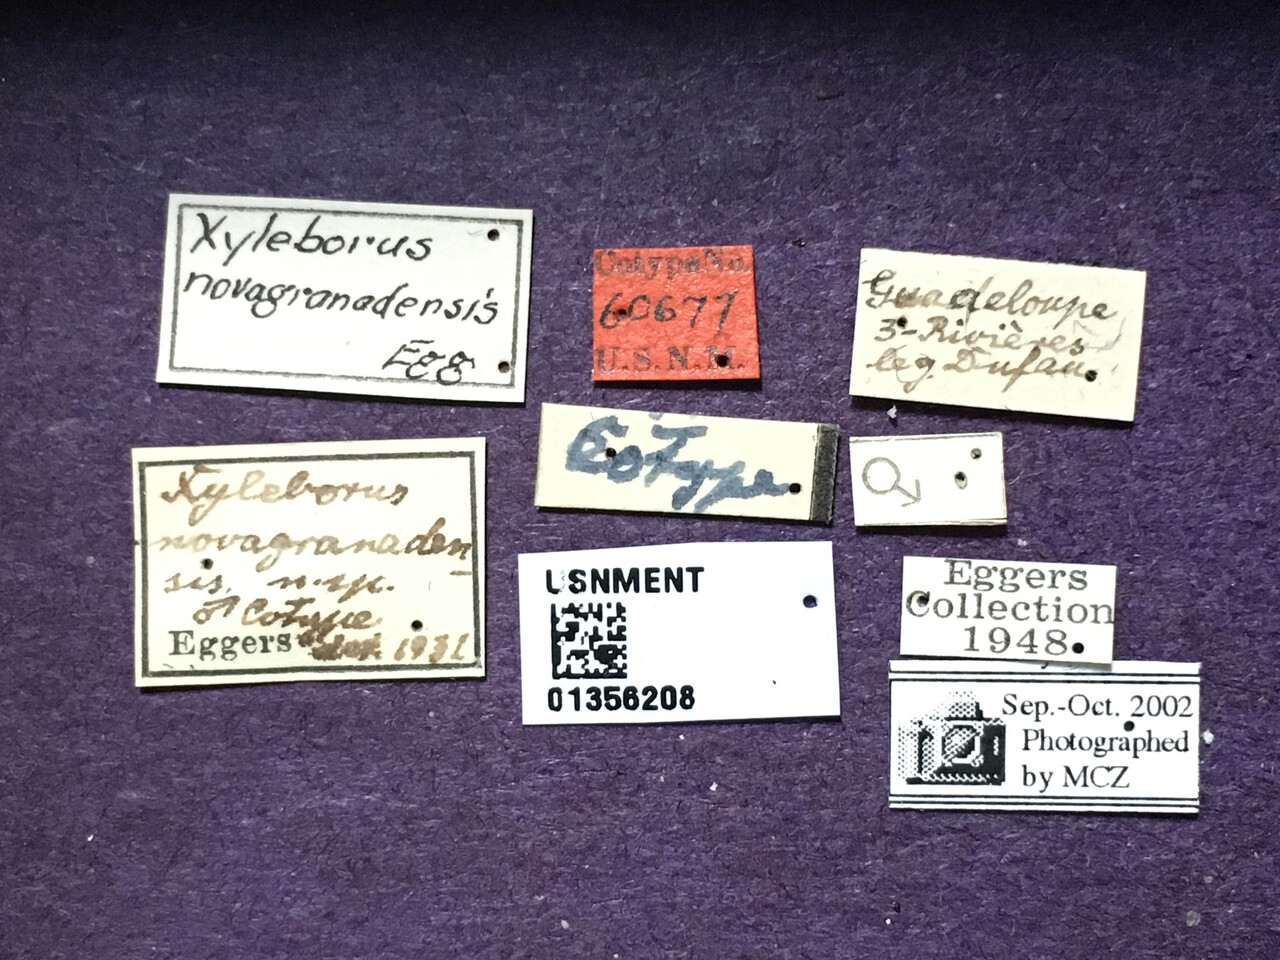 Xyleborus
novagranadensis
Egg
Cotype No.
60677
U.S.N.M.
Guadeloupe
3-Rivières
leg. Dufau.
Cotype
♂
Xyleborus
novagranaden
sis, n.sp.
♂ Cotype
Eggers det. 1931
USNMENT
01356208
Eggers
Collection
1948.
Sep.-Oct. 2002
Photographed
by MCZ